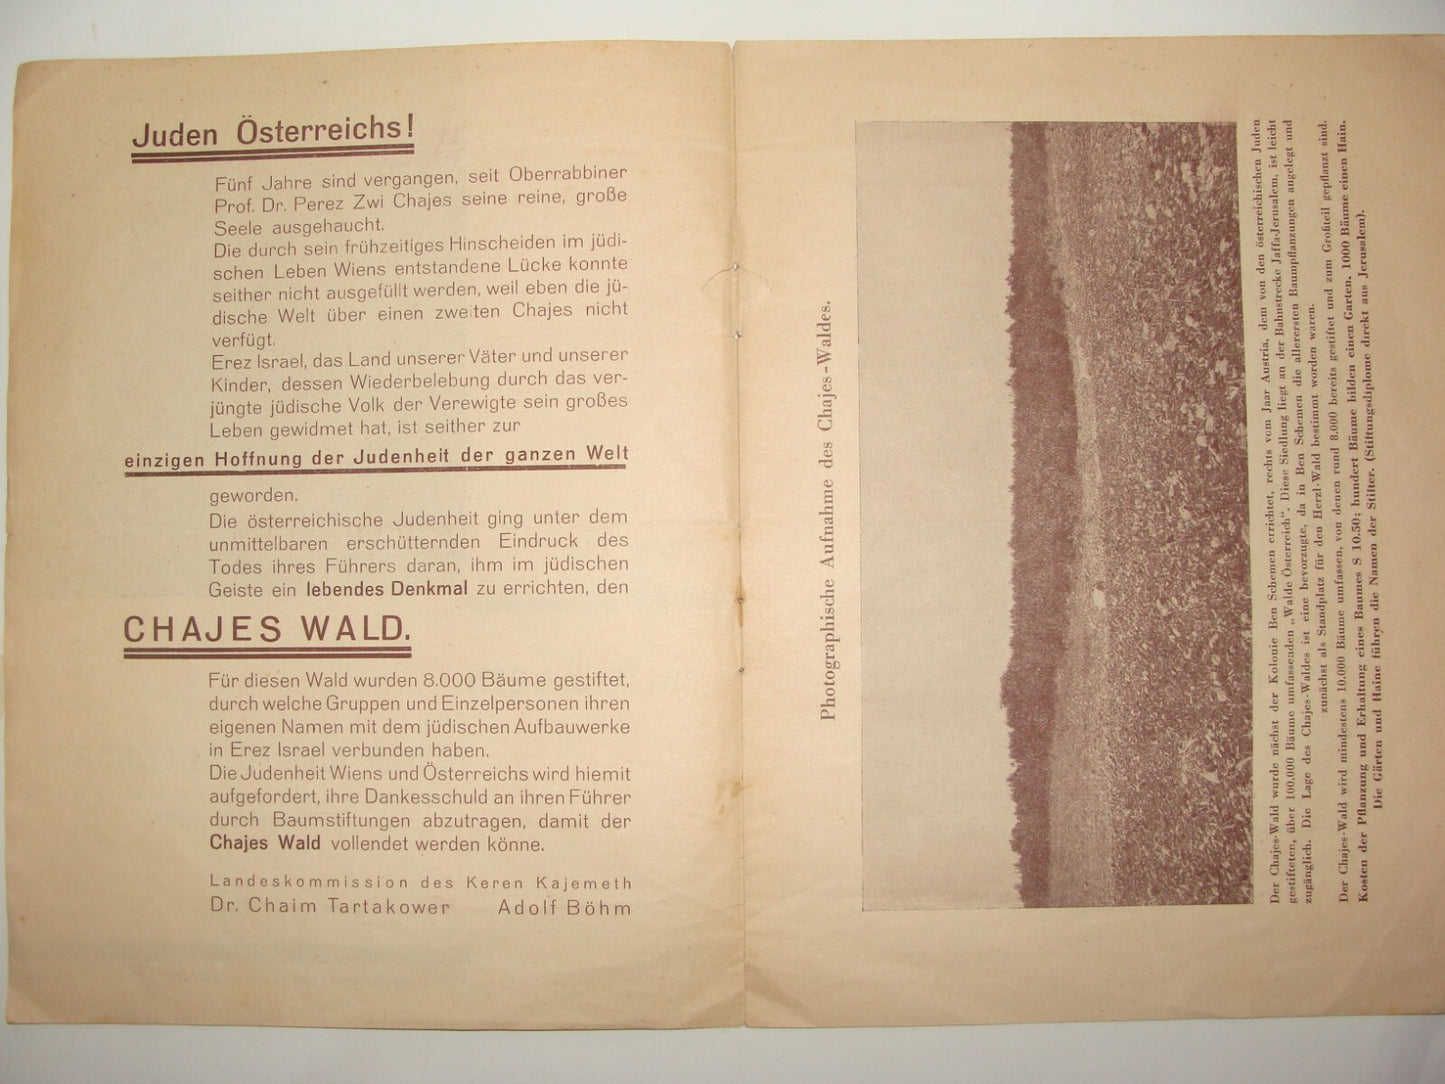 Juden Österreichs!
Fünf Jahre sind vergangen, seit Oberrabbiner
Prof. Dr. Perez Zwi Chajes seine reine, große
Seele ausgehaucht.
Die durch sein frühzeitiges Hinscheiden im jüdi-
schen Leben Wiens entstandene Lücke konnte
seither nicht ausgefüllt werden, weil eben die jü-
dische Welt über einen zweiten Chajes nicht
verfügt.
Erez Israel, das Land unserer Väter und unserer
Kinder, dessen Wiederbelebung durch das ver-
jüngte jüdische Volk der Verewigte sein großes
Leben gewidmet hat, ist seither zur
einzigen Hoffnung der Judenheit der ganzen Welt
geworden.
Die österreichische Judenheit ging unter dem
unmittelbaren erschütternden Eindruck des
Todes ihres Führers daran, ihm im jüdischen
Geiste ein lebendes Denkmal zu errichten, den
CHAJES WALD.
Für diesen Wald wurden 8.000 Bäume gestiftet,
durch welche Gruppen und Einzelpersonen ihren
eigenen Namen mit dem jüdischen Aufbauwerke
in Erez Israel verbunden haben.
Die Judenheit Wiens und Österreichs wird hiemit
aufgefordert, ihre Dankesschuld an ihren Führer
durch Baumstiftungen abzutragen, damit der
Chajes Wald vollendet werden könne.
Landeskommission des Keren Kajemeth
Dr. Chaim Tartakower Adolf Böhm
Photographische Aufnahme des Chajes-Waldes.
Der Chajes-Wald wurde nächst der Kolonie Ben Schemen errichtet, rechts vom Jaar Austria, dem von den österreichischen Juden
gestifteten, über 100.000 Bäume umfassenden „Walde Österreich“. Diese Siedlung liegt an der Bahnstrecke Jaffa-Jerusalem, ist leicht
zugänglich. Die Lage des Chajes-Waldes ist eine bevorzugte, da in Ben Schemen die allerersten Baumpflanzungen angelegt und
zunächst als Standplatz für den Herzl-Wald bestimmt worden waren.
Der Chajes-Wald wird mindestens 10.000 Bäume umfassen, von denen rund 8.000 bereits gestiftet und zum Großteil gepflanzt sind.
Kosten der Pflanzung und Erhaltung eines Baumes S 10.50; hundert Bäume bilden einen Garten, 1000 Bäume einen Hain.
Die Gärten und Haine führen die Namen der Stifter. (Stiftungsdiplome direkt aus Jerusalem).